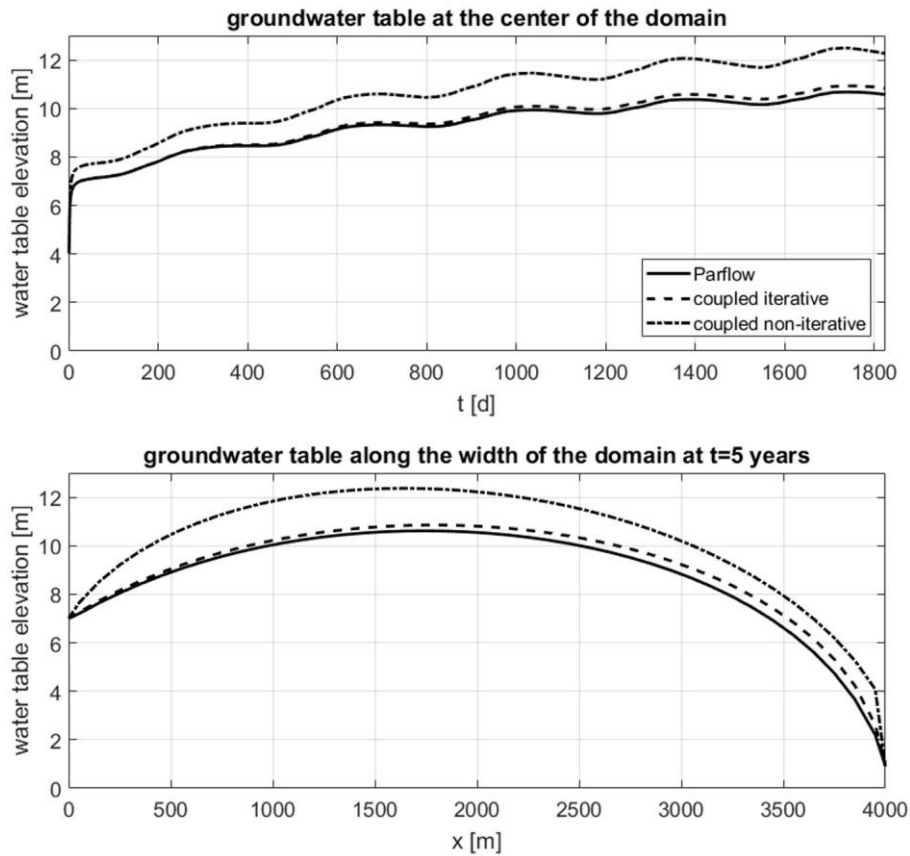 groundwater table at the center of the domain
12
10
8
6
4
2
0
water table elevation [m]
Parflow
coupled iterative
coupled non-iterative
0 200 400 600 800 1000 1200 1400 1600 1800
t [d]
groundwater table along the width of the domain at t=5 years
12
10
8
6
4
2
0
water table elevation [m]
0 500 1000 1500 2000 2500 3000 3500 4000
x [m]